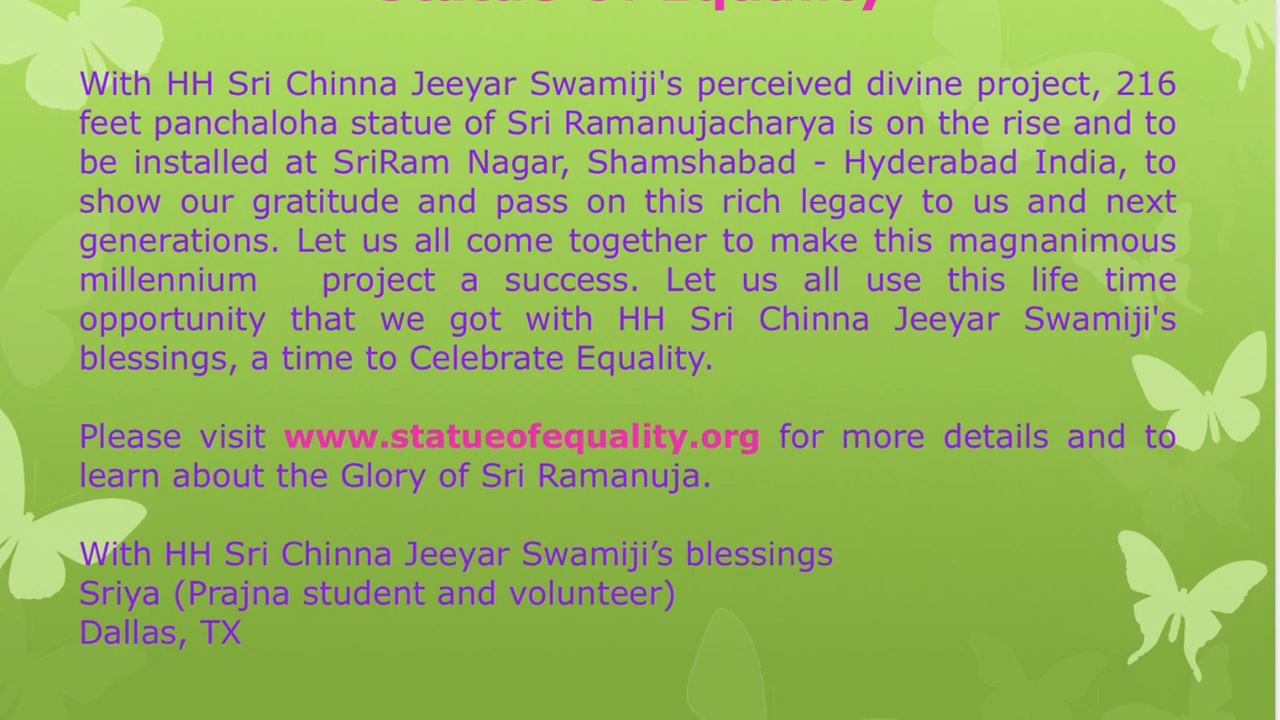 Statue of Equality
With HH Sri Chinna Jeeyar Swamiji's perceived divine project, 216
feet panchaloha statue of Sri Ramanujacharya is on the rise and to
be installed at SriRam Nagar, Shamshabad - Hyderabad India, to
show our gratitude and pass on this rich legacy to us and next
generations. Let us all come together to make this magnanimous
millennium project a success. Let us all use this life time
opportunity that we got with HH Sri Chinna Jeeyar Swamiji's
blessings, a time to Celebrate Equality.
Please visit www.statueofequality.org for more details and to
learn about the Glory of Sri Ramanuja.
With HH Sri Chinna Jeeyar Swamiji’s blessings
Sriya (Prajna student and volunteer)
Dallas, TX